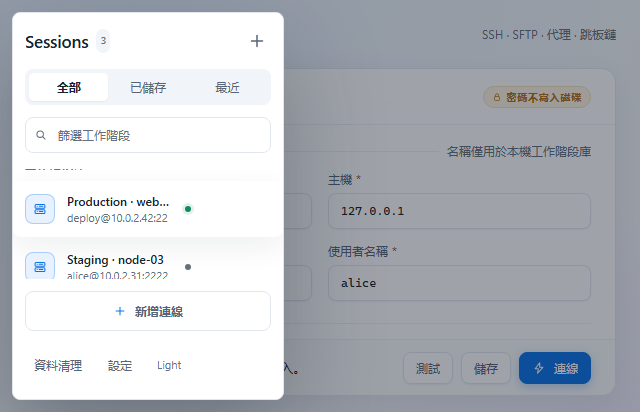 Sessions 3
SSH · SFTP · 代理 · 跳板鏈
全部 已儲存 最近
密碼不寫入磁碟
篩選工作階段
名稱僅用於本機工作階段庫
主機 *
Production · web...
deploy@10.0.2.42:22
127.0.0.1
使用者名稱 *
Staging · node-03
alice@10.0.2.31:2222
alice
新增連線
資料清理 設定 Light
入。
測試 儲存 連線